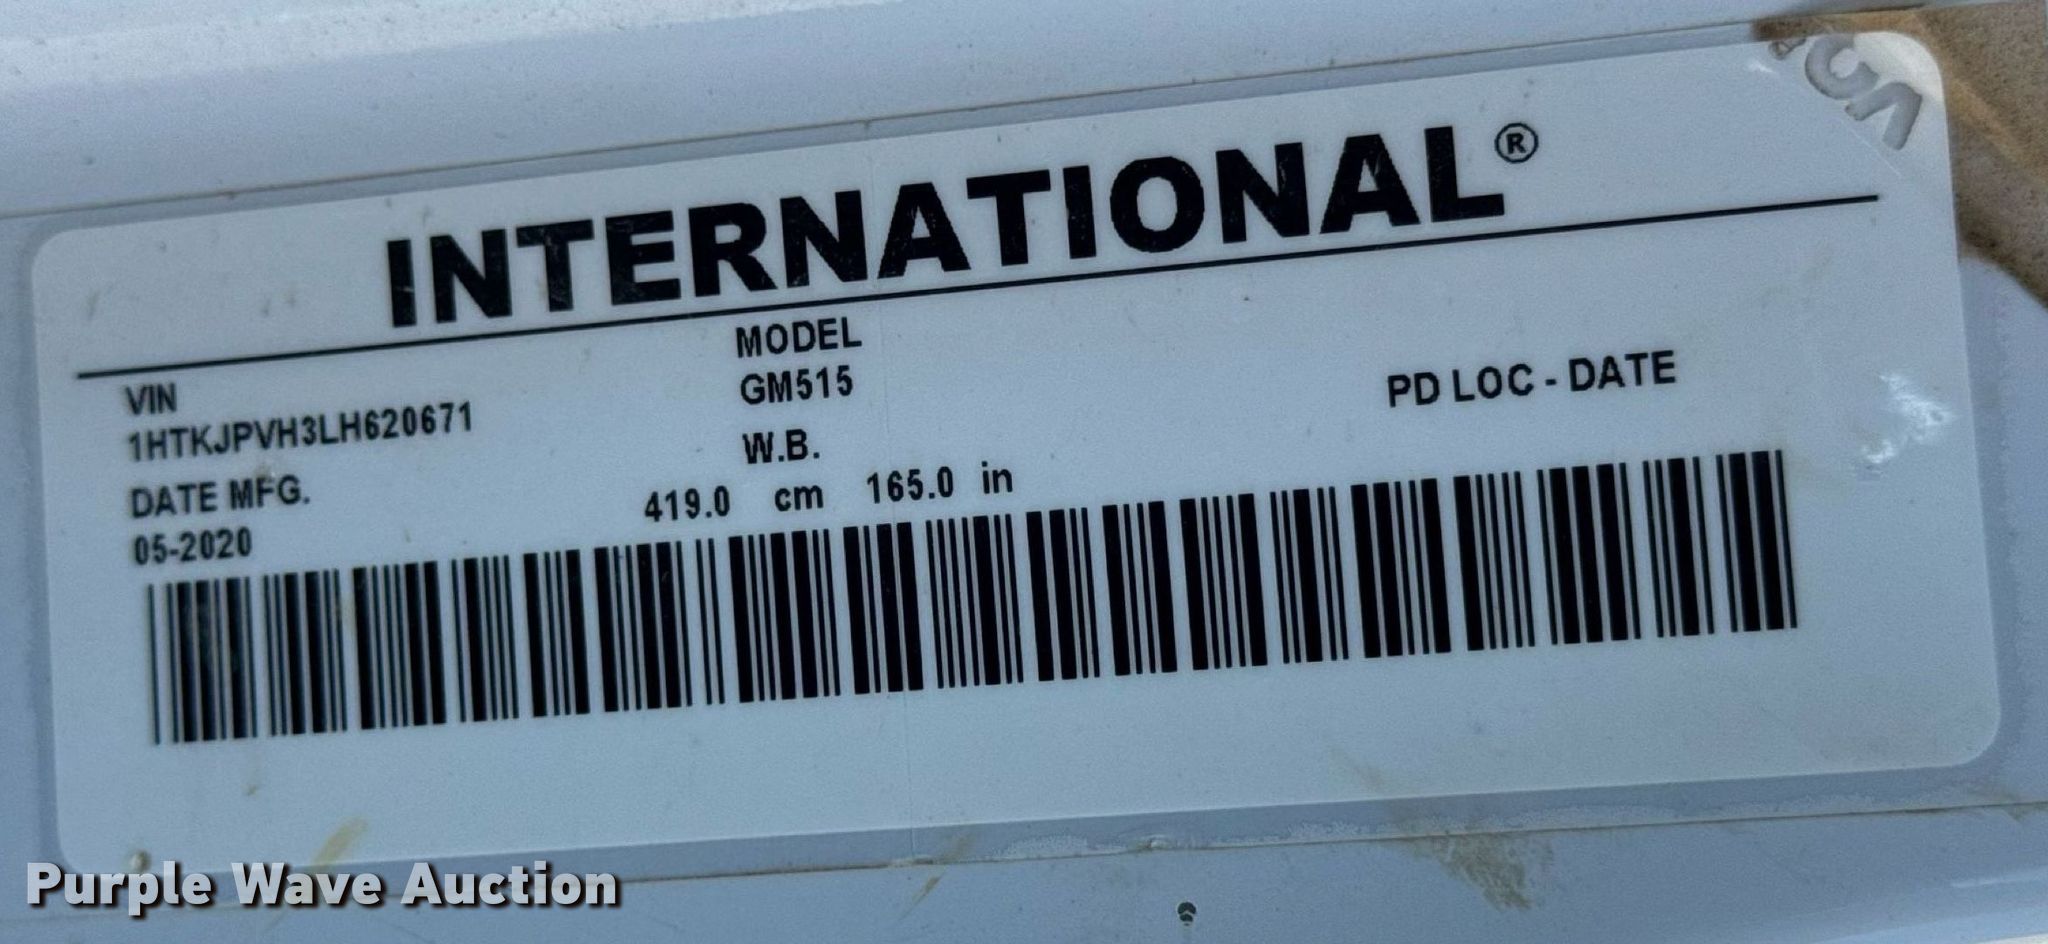 INTERNATIONAL®
VIN
1HTKJPVH3LH620671
DATE MFG.
05-2020
MODEL
GM515
W.B.
419.0 cm 165.0 in
PD LOC - DATE
Purple Wave Auction